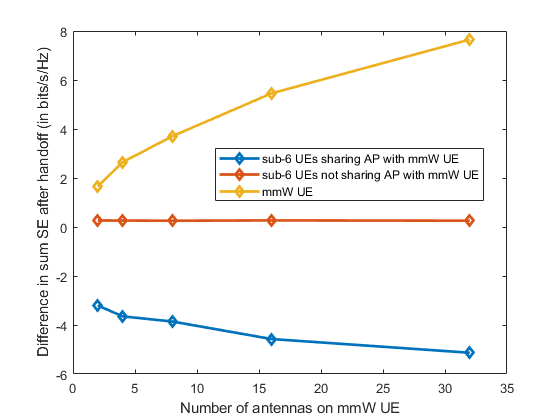 8
6
4
2
0
-2
-4
-6
Difference in sum SE after handoff (in bits/s/Hz)
sub-6 UEs sharing AP with mmW UE
sub-6 UEs not sharing AP with mmW UE
mmW UE
0 5 10 15 20 25 30 35
Number of antennas on mmW UE